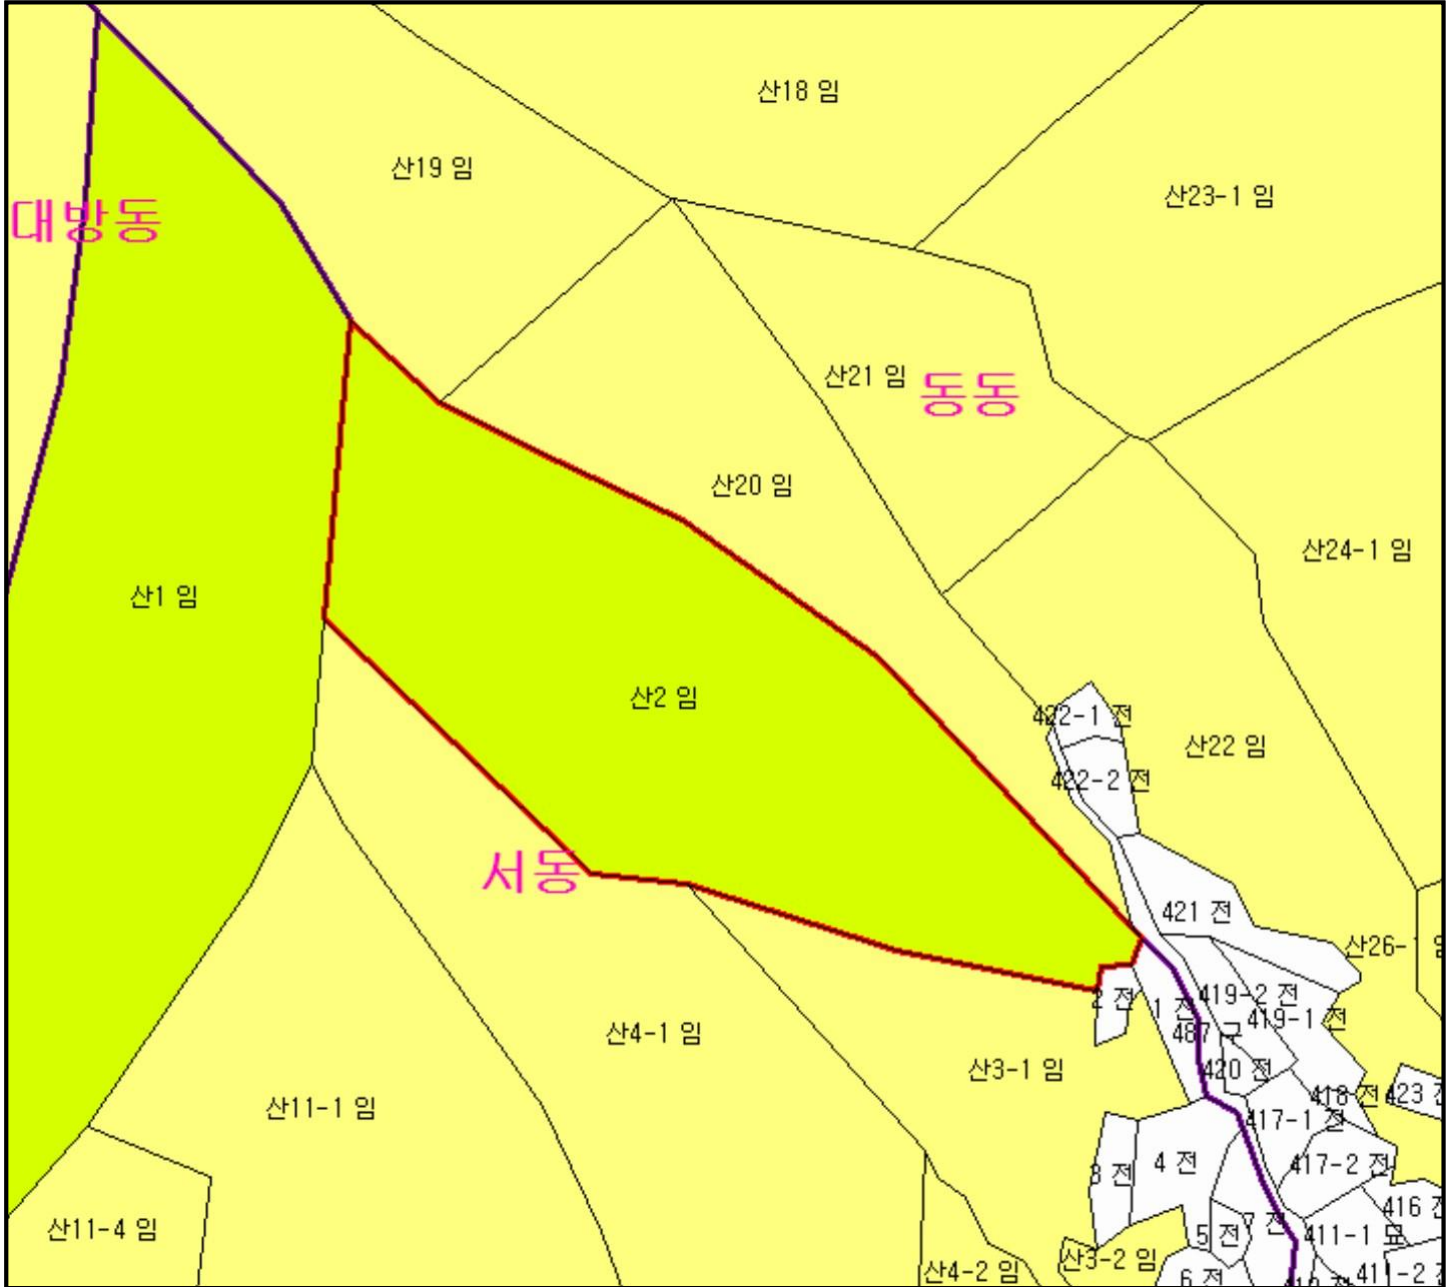 산18 임
산19 임
산23-1 임
대방동
산21 임
동동
산20 임
산24-1 임
산1 임
산2 임
422-1 전
산22 임
422-2 전
서동
421 전
산26-
2 전
1 전
419-2 전
419-1 전
487 구
산4-1 임
산3-1 임
420 전
418 전
423
산11-1 임
417-1 전
4 전
417-2 전
3 전
416
산11-4 임
5 전
7 전
411-1 묘
산3-2 임
산4-2 임
6 전
411-2